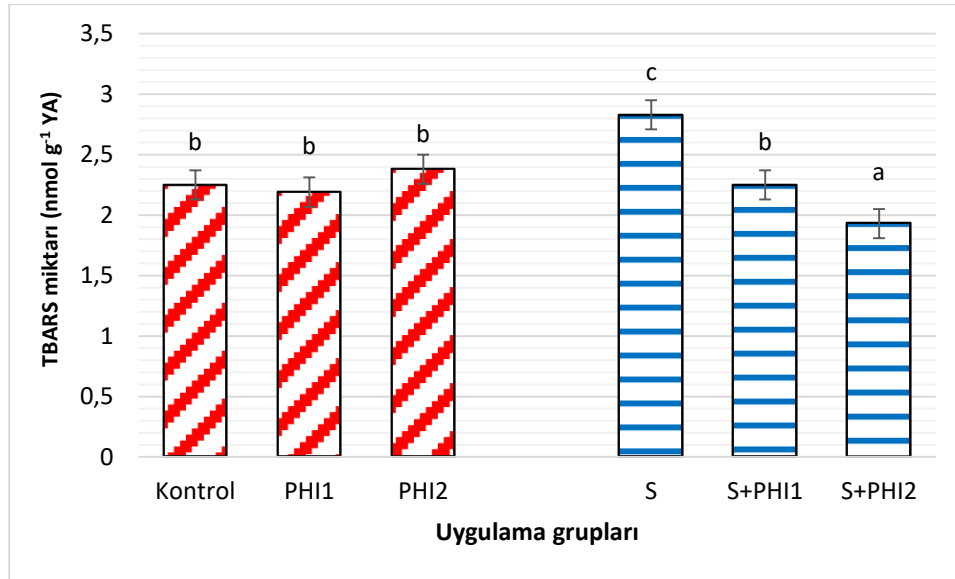 TBARS miktarı (nmol g⁻¹ YA)
3,5
3
2,5
2
1,5
1
0,5
0
b
b
b
c
b
a
Kontrol PHI1 PHI2 S S+PHI1 S+PHI2
Uygulama grupları